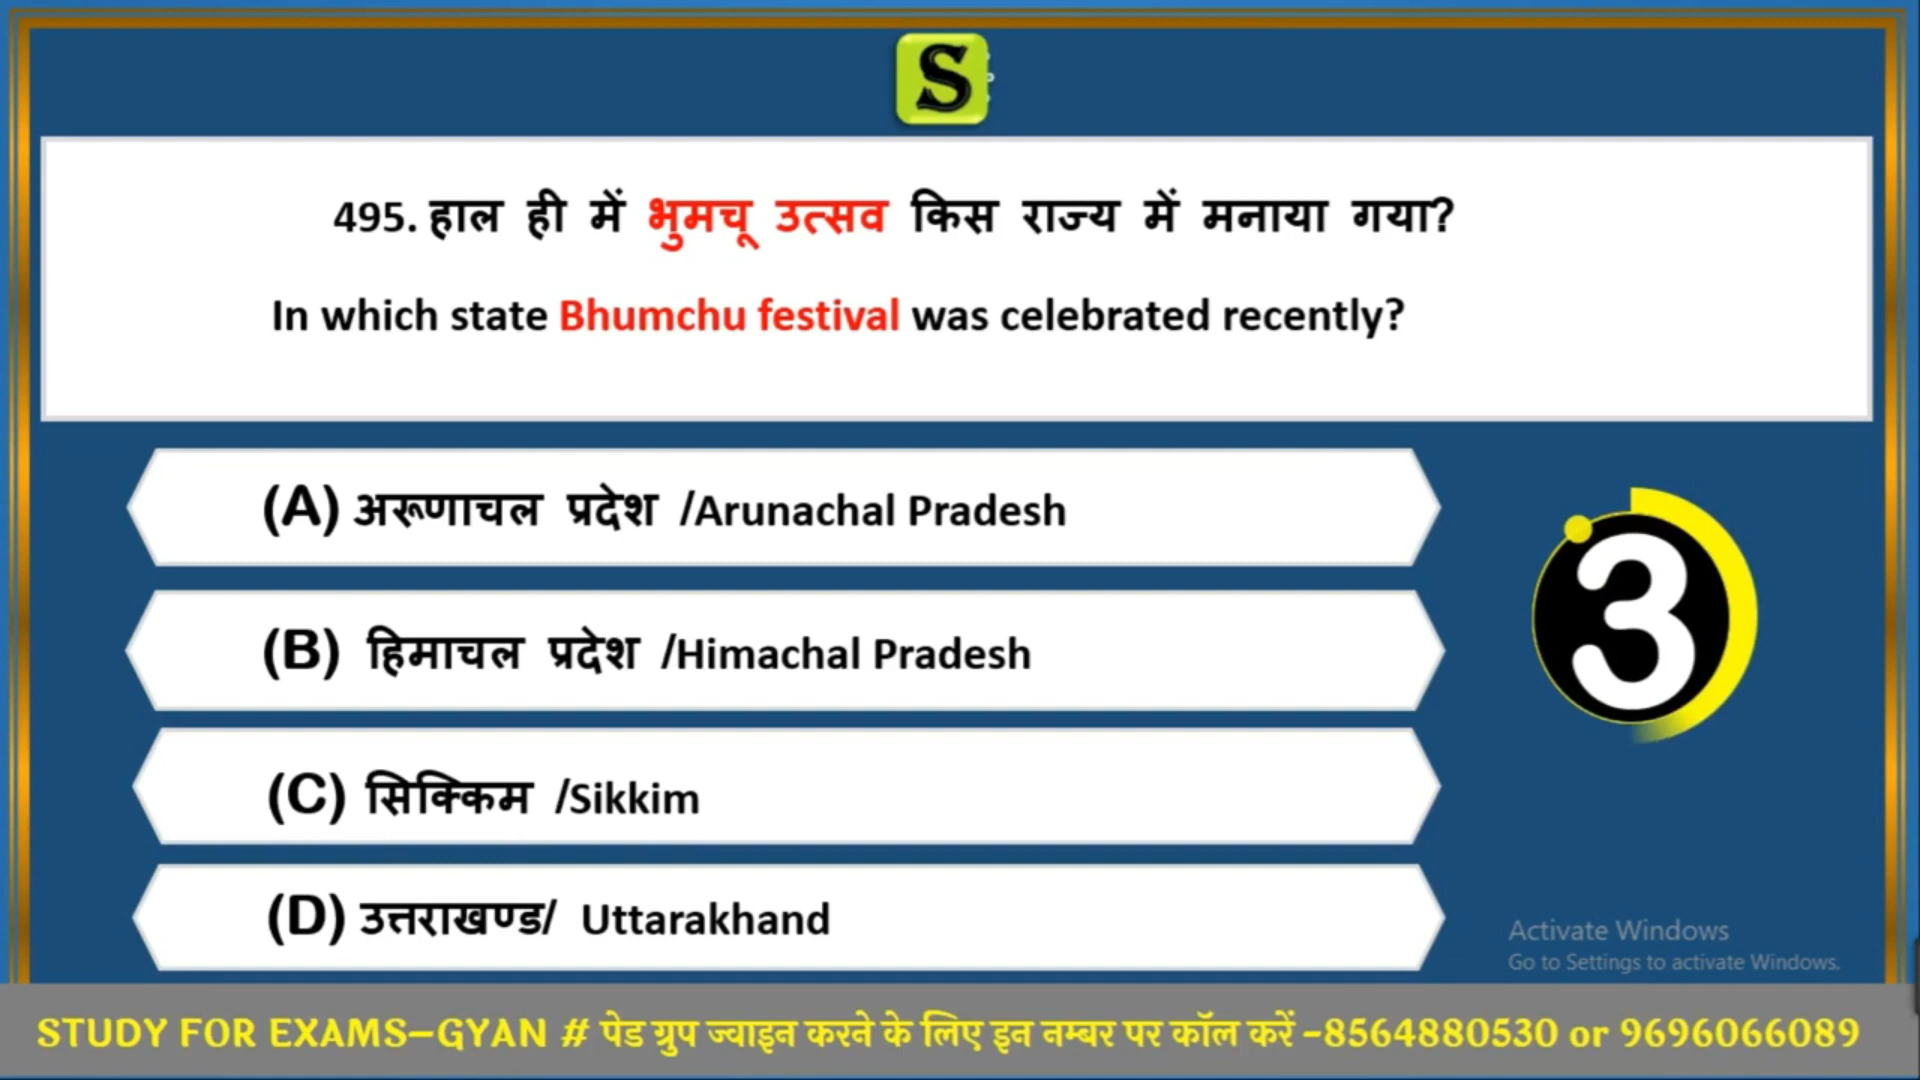 S
495. हाल ही में भुमचू उत्सव किस राज्य में मनाया गया?
In which state Bhumchu festival was celebrated recently?
(A) अरूणाचल प्रदेश /Arunachal Pradesh
(B) हिमाचल प्रदेश /Himachal Pradesh
3
(C) सिक्किम /Sikkim
(D) उत्तराखण्ड/ Uttarakhand
Activate Windows
Go to Settings to activate Windows.
STUDY FOR EXAMS-GYAN # पेड ग्रुप ज्वाइन करने के लिए इन नम्बर पर कॉल करें -8564880530 or 9696066089